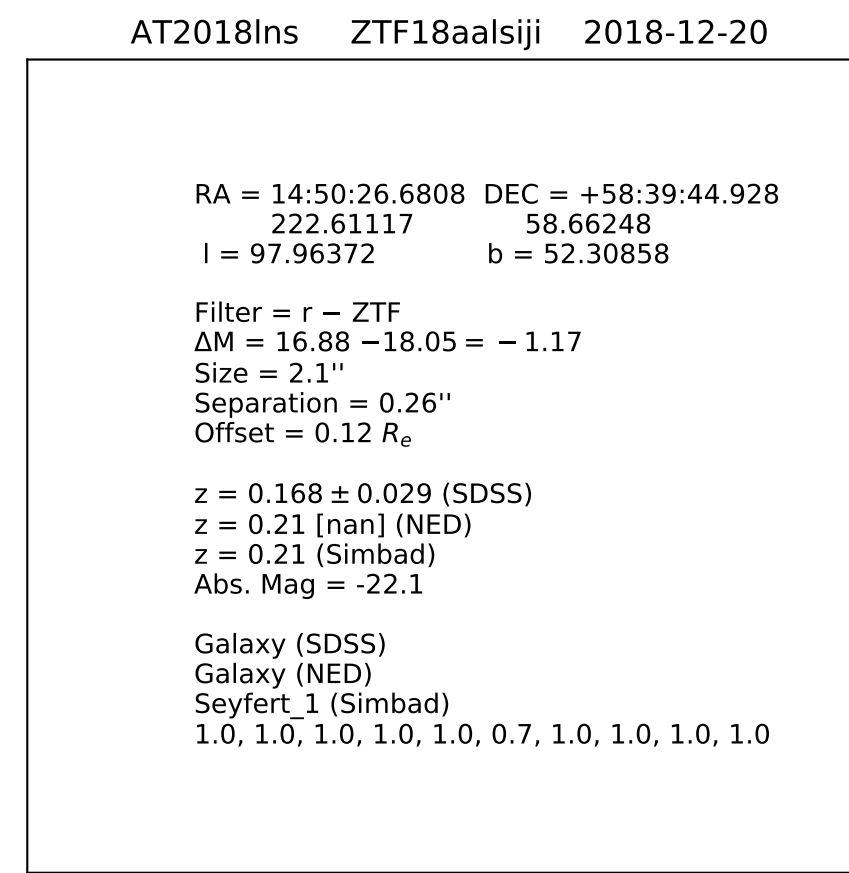 AT2018lns ZTF18aalsiji 2018-12-20
RA = 14:50:26.6808 DEC = +58:39:44.928
222.61117 58.66248
l = 97.96372 b = 52.30858
Filter = r − ZTF
ΔM = 16.88 −18.05 = − 1.17
Size = 2.1''
Separation = 0.26''
Offset = 0.12 Rₑ
z = 0.168 ± 0.029 (SDSS)
z = 0.21 [nan] (NED)
z = 0.21 (Simbad)
Abs. Mag = -22.1
Galaxy (SDSS)
Galaxy (NED)
Seyfert_1 (Simbad)
1.0, 1.0, 1.0, 1.0, 1.0, 0.7, 1.0, 1.0, 1.0, 1.0